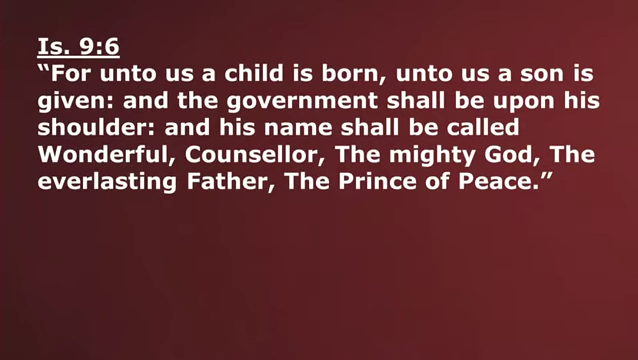 Is. 9:6
“For unto us a child is born, unto us a son is
given: and the government shall be upon his
shoulder: and his name shall be called
Wonderful, Counsellor, The mighty God, The
everlasting Father, The Prince of Peace.”